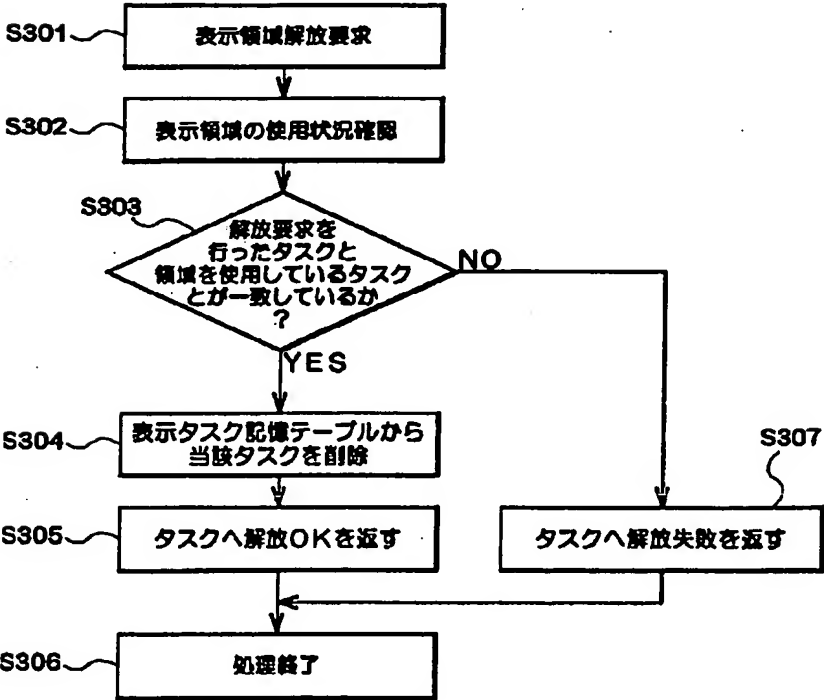 S301
表示領域解放要求
S302
表示領域の使用状況確認
S303
解放要求を
行ったタスクと
領域を使用しているタスク
とが一致しているか
?
NO
YES
S304
表示タスク記憶テーブルから
当該タスクを削除
S307
S305
タスクへ解放OKを返す
タスクへ解放失敗を返す
S306
処理終了